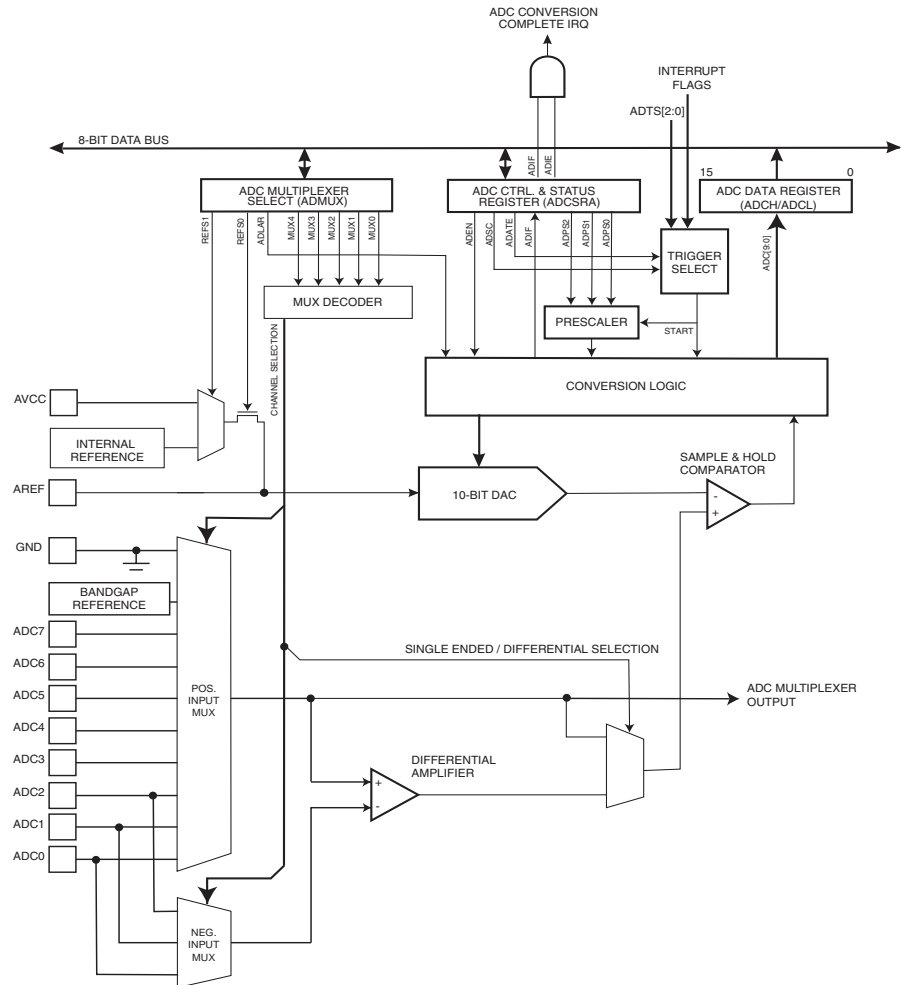 ADC CONVERSION
COMPLETE IRQ
INTERRUPT
FLAGS
ADTS[2:0]
8-BIT DATA BUS
ADIF
ADIE
15
0
ADC MULTIPLEXER
SELECT (ADMUX)
ADC CTRL. & STATUS
REGISTER (ADCSRA)
ADC DATA REGISTER
(ADCH/ADCL)
REFS1
REFS0
ADLAR
MUX4
MUX3
MUX2
MUX1
MUX0
ADEN
ADSC
ADATE
ADIF
ADPS2
ADPS1
ADPS0
ADC[9:0]
TRIGGER
SELECT
MUX DECODER
PRESCALER
START
CHANNEL SELECTION
CONVERSION LOGIC
AVCC
INTERNAL
REFERENCE
SAMPLE & HOLD
COMPARATOR
AREF
10-BIT DAC
-
+
GND
BANDGAP
REFERENCE
ADC7
SINGLE ENDED / DIFFERENTIAL SELECTION
ADC6
ADC5
POS.
INPUT
MUX
ADC MULTIPLEXER
OUTPUT
ADC4
ADC3
DIFFERENTIAL
AMPLIFIER
ADC2
+
-
ADC1
ADC0
NEG.
INPUT
MUX